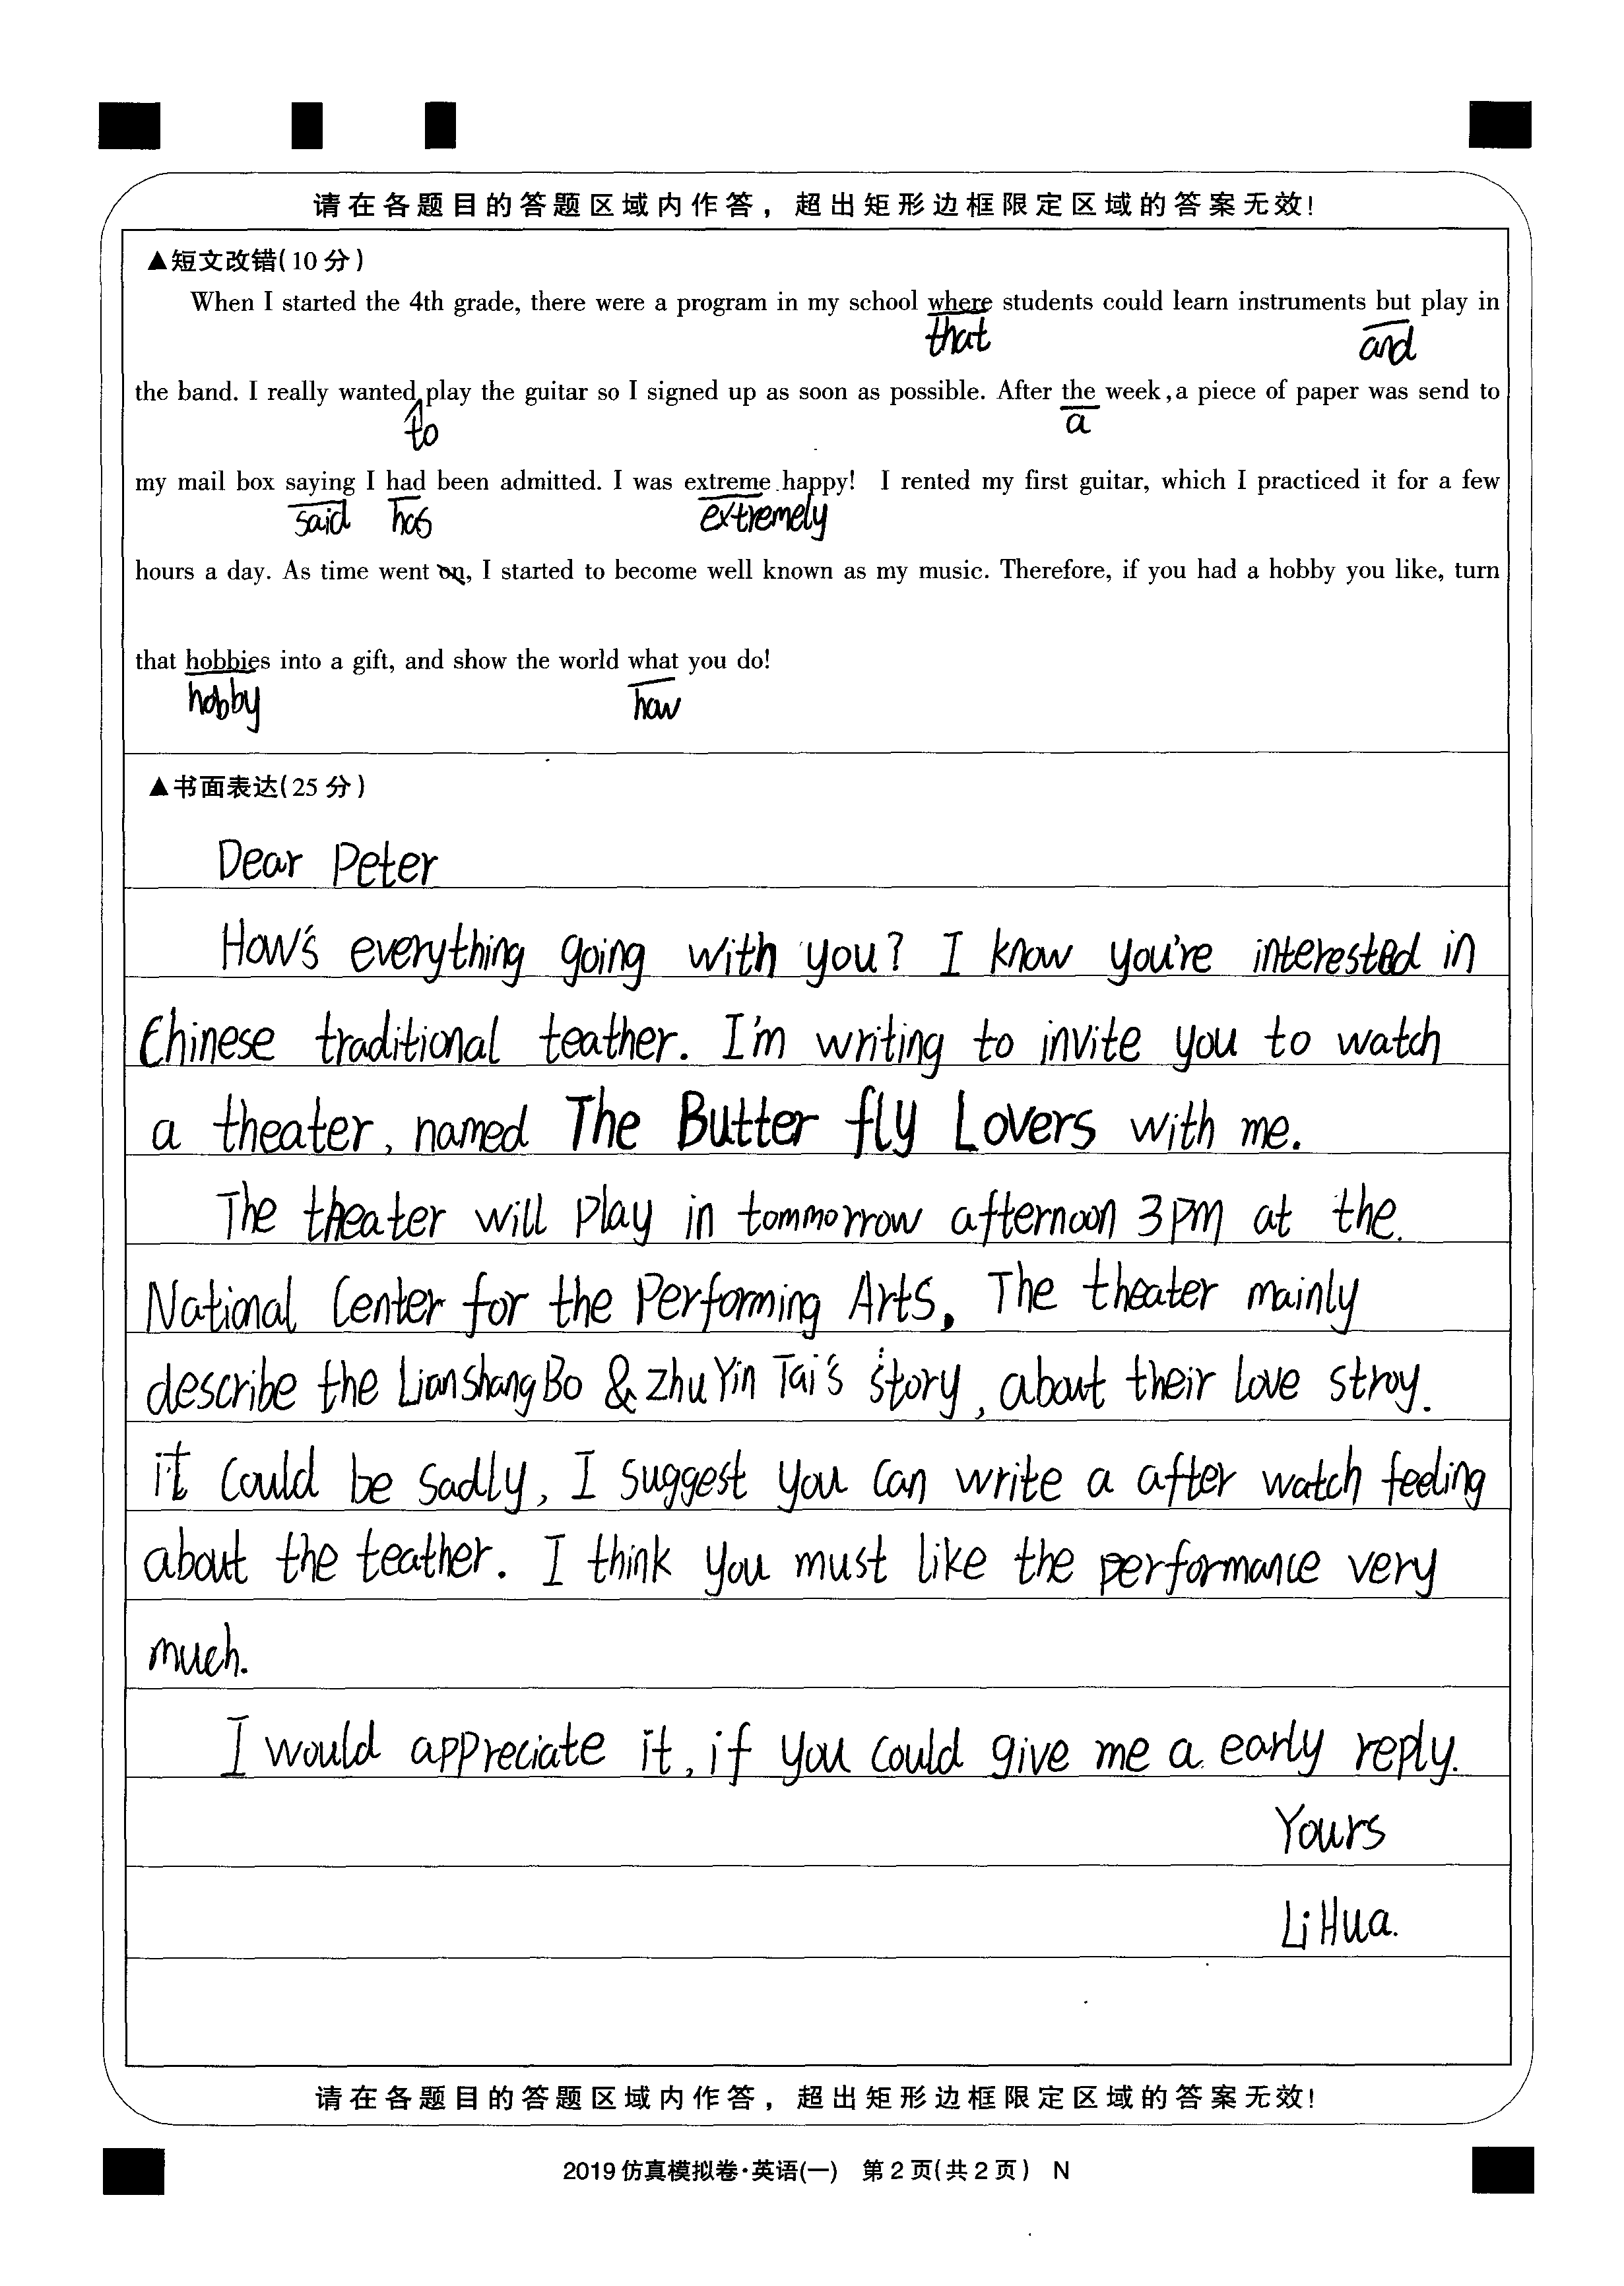 请在各题目的答题区域内作答，超出矩形边框限定区域的答案无效！
▲短文改错(10分)
When I started the 4th grade, there were a program in my school where students could learn instruments but play in
that and
the band. I really wanted play the guitar so I signed up as soon as possible. After the week, a piece of paper was send to
to a
my mail box saying I had been admitted. I was extreme happy! I rented my first guitar, which I practiced it for a few
said has extremely
hours a day. As time went on, I started to become well known as my music. Therefore, if you had a hobby you like, turn
that hobbies into a gift, and show the world what you do!
hobby how
▲书面表达(25分)
Dear Peter
How's everything going with you? I know you're interested in
Chinese traditional teather. I'm writing to invite you to watch
a theater, named The Butter fly Lovers with me.
The theater will play in tommorrow afternoon 3PM at the
National Center for the Performing Arts. The theater mainly
describe the LianshangBo & zhuYin Tai's story, about their love stroy.
it could be sadly, I suggest you can write a after watch feeling
about the teather. I think you must like the performance very
much.
I would appreciate it, if you could give me a early reply.
Yours
LiHua.
请在各题目的答题区域内作答，超出矩形边框限定区域的答案无效！
2019仿真模拟卷·英语(一) 第2页(共2页) N